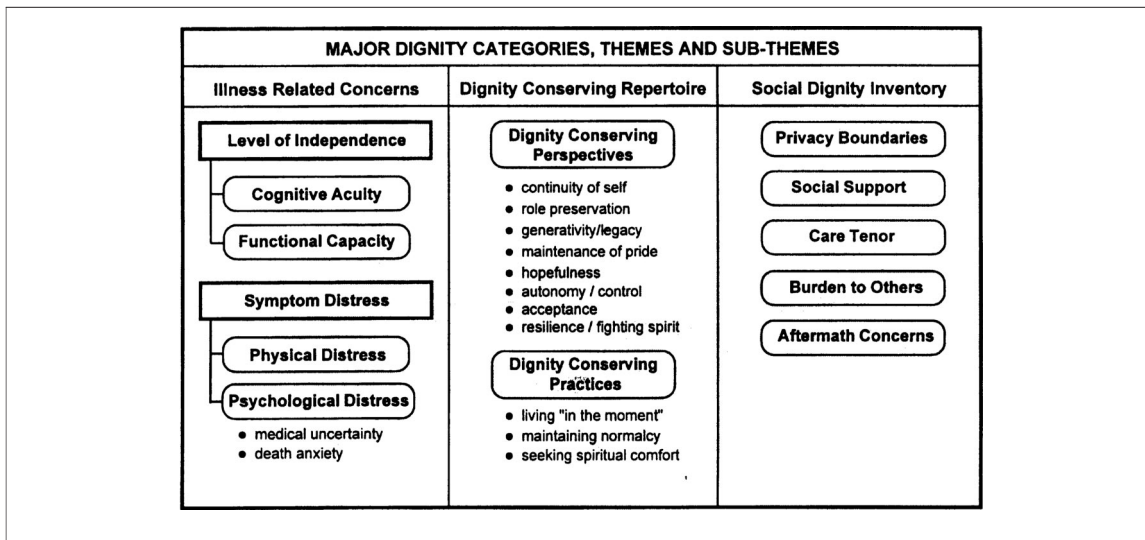 MAJOR DIGNITY CATEGORIES, THEMES AND SUB-THEMES
Illness Related Concerns
Level of Independence
Cognitive Acuity
Functional Capacity
Symptom Distress
Physical Distress
Psychological Distress
• medical uncertainty
• death anxiety
Dignity Conserving Repertoire
Dignity Conserving
Perspectives
• continuity of self
• role preservation
• generativity/legacy
• maintenance of pride
• hopefulness
• autonomy / control
• acceptance
• resilience / fighting spirit
Dignity Conserving
Practices
• living "in the moment"
• maintaining normalcy
• seeking spiritual comfort
Social Dignity Inventory
Privacy Boundaries
Social Support
Care Tenor
Burden to Others
Aftermath Concerns